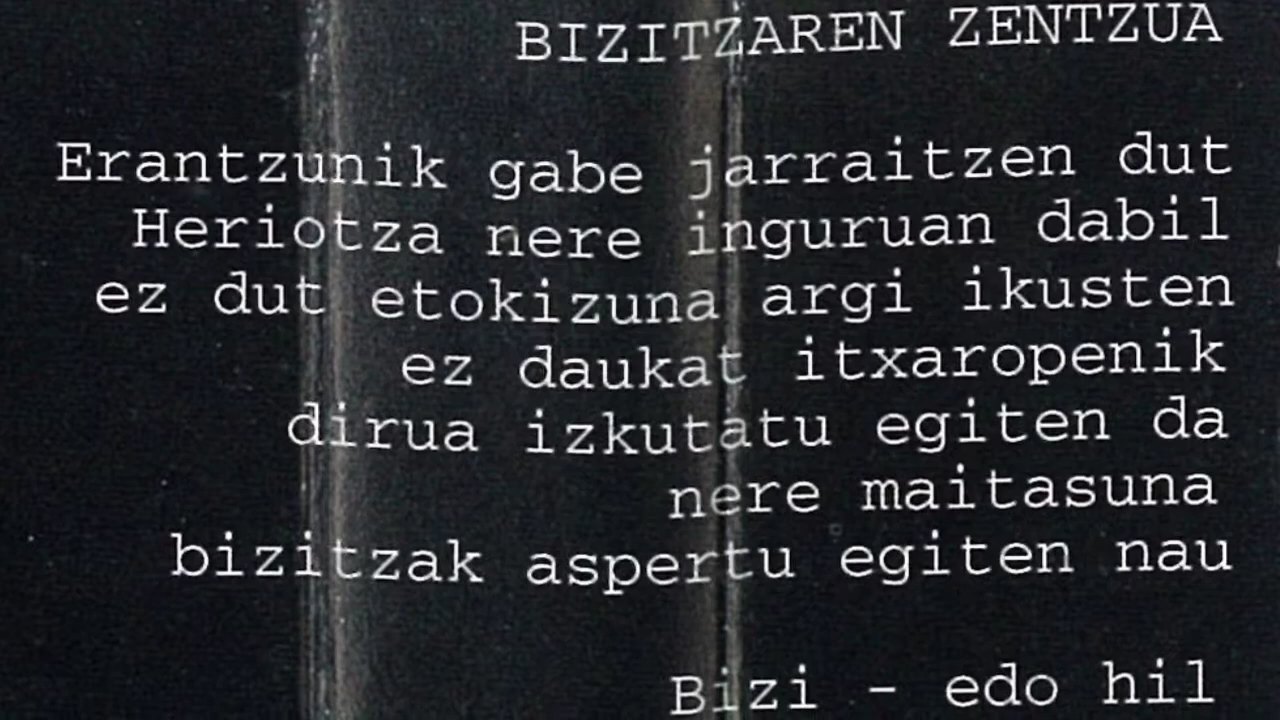 BIZITZAREN ZENTZUA
Erantzunik gabe jarraitzen dut
Heriotza nere inguruan dabil
ez dut etokizuna argi ikusten
ez daukat itxaropenik
dirua izkutatu egiten da
nere maitasuna
bizitzak aspertu egiten nau
Bizi - edo hil